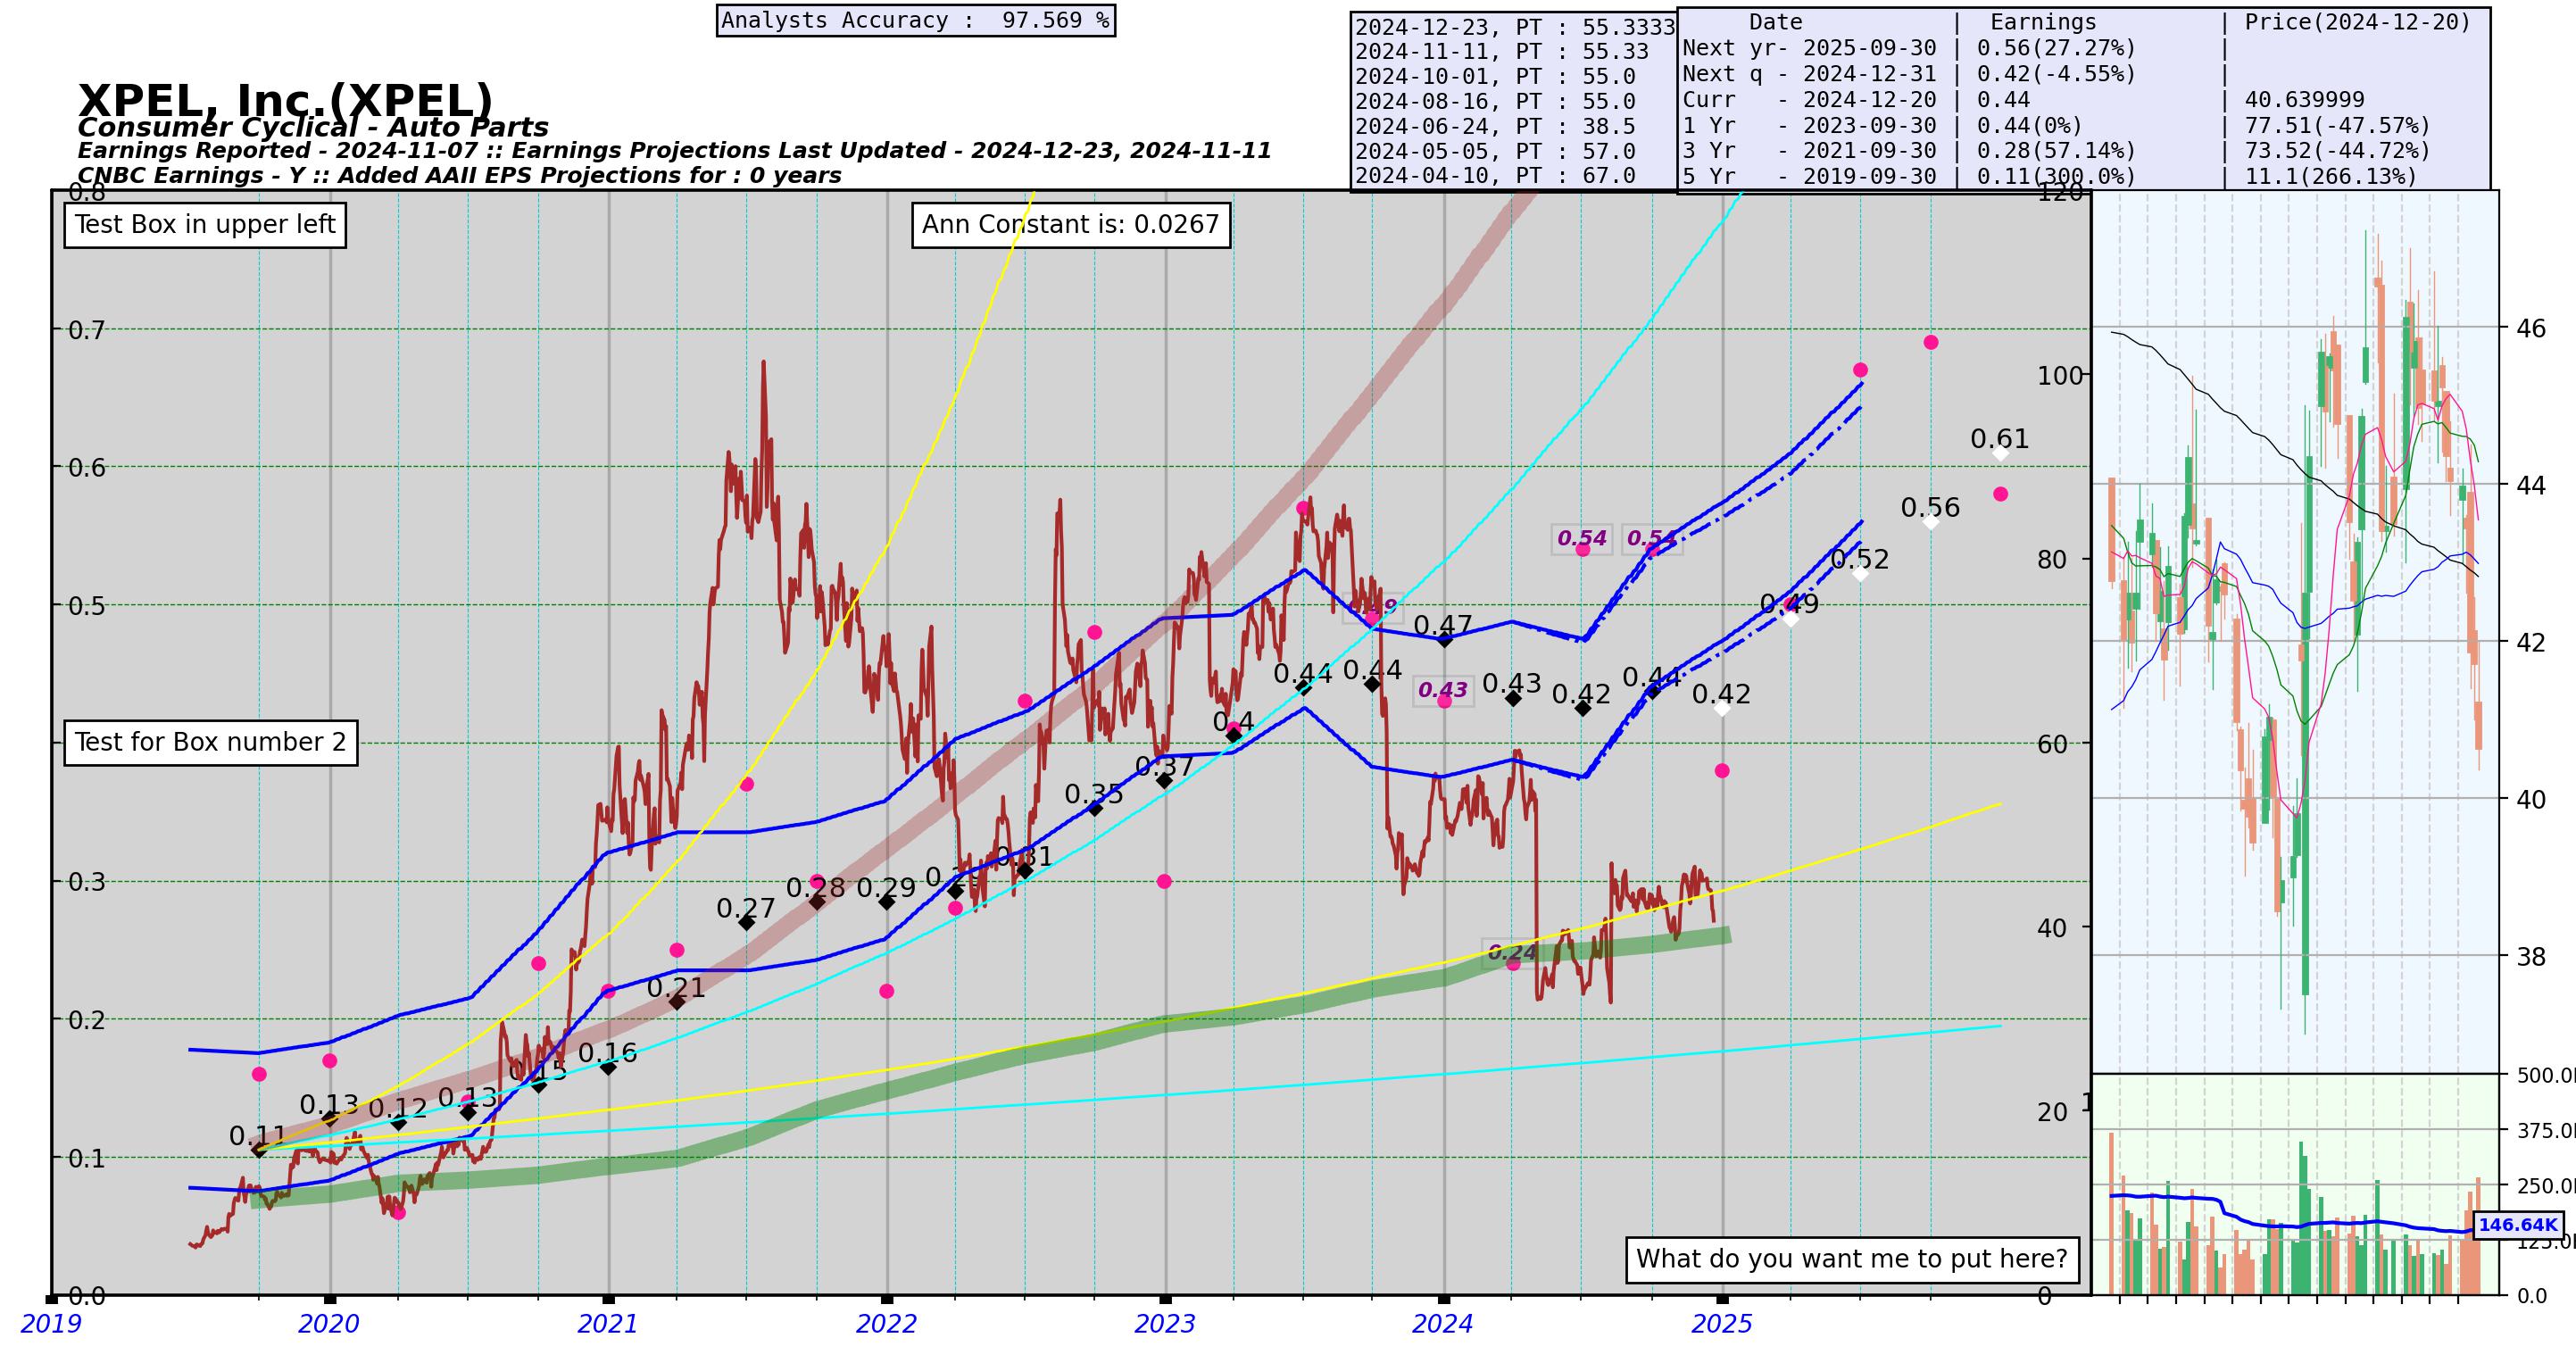 Analysts Accuracy :  97.569 %
2024-12-23, PT : 55.3333
2024-11-11, PT : 55.33
2024-10-01, PT : 55.0
2024-08-16, PT : 55.0
2024-06-24, PT : 38.5
2024-05-05, PT : 57.0
2024-04-10, PT : 67.0
Date | Earnings | Price(2024-12-20)
Next yr- 2025-09-30 | 0.56(27.27%) |
Next q - 2024-12-31 | 0.42(-4.55%) |
Curr - 2024-12-20 | 0.44 | 40.639999
1 Yr - 2023-09-30 | 0.44(0%) | 77.51(-47.57%)
3 Yr - 2021-09-30 | 0.28(57.14%) | 73.52(-44.72%)
5 Yr - 2019-09-30 | 0.11(300.0%) | 11.1(266.13%)
XPEL, Inc.(XPEL)
Consumer Cyclical - Auto Parts
Earnings Reported - 2024-11-07 :: Earnings Projections Last Updated - 2024-12-23, 2024-11-11
CNBC Earnings - Y :: Added AAII EPS Projections for : 0 years
Test Box in upper left
Ann Constant is: 0.0267
Test for Box number 2
What do you want me to put here?
0.8
0.7
0.6
0.5
0.3
0.2
0.1
0.0
0.11
0.13
0.12
0.13
0.15
0.16
0.21
0.27
0.28
0.29
0.31
0.35
0.37
0.4
0.44
0.44
0.49
0.47
0.43
0.43
0.24
0.54
0.42
0.54
0.44
0.42
0.49
0.52
0.56
0.61
120
100
80
60
40
20
0
46
44
42
40
38
500.0
375.0
250.0
146.64K
125.0
0.0
2019
2020
2021
2022
2023
2024
2025